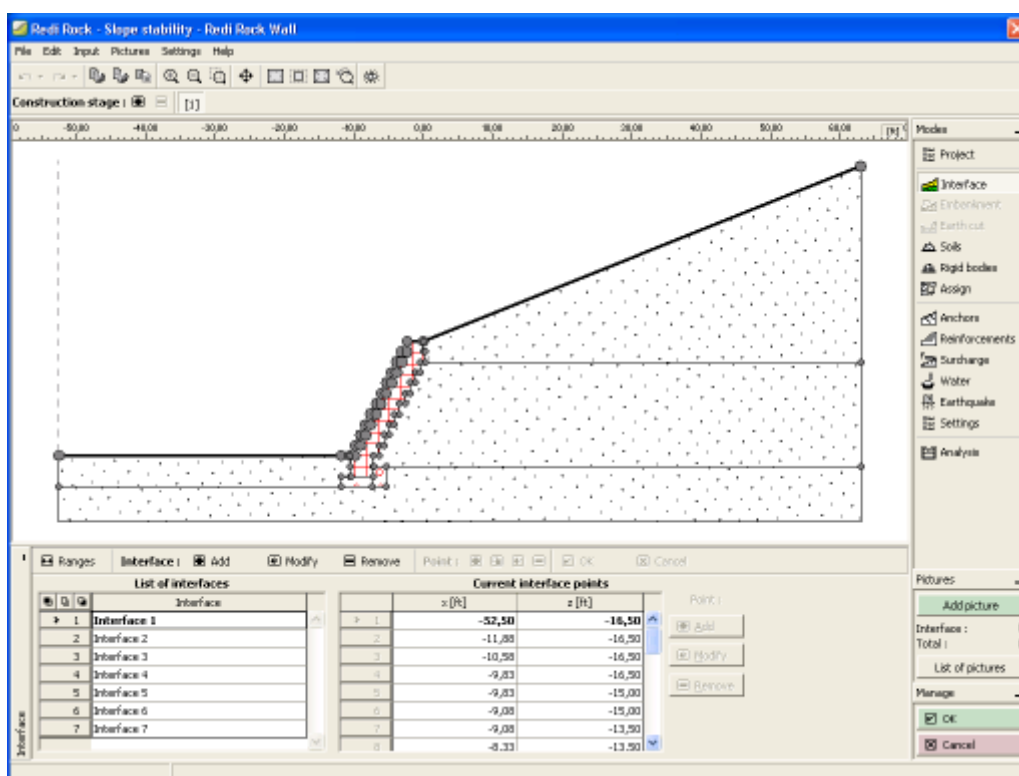 Redi Rock - Slope stability - Redi Rock Wall
File Edit Input Pictures Settings Help
Construction stage : [1]
-50,00 -40,00 -30,00 -20,00 -10,00 0,00 10,00 20,00 30,00 40,00 50,00 60,00 [ft]
Modes
Project
Interface
Embankment
Earth cut
Soils
Rigid bodies
Assign
Anchors
Reinforcements
Surcharge
Water
Earthquake
Settings
Analysis
Ranges Interface : Add Modify Remove Point : OK Cancel
List of interfaces
Interface
1 Interface 1
2 Interface 2
3 Interface 3
4 Interface 4
5 Interface 5
6 Interface 6
7 Interface 7
Current interface points
x [ft] z [ft]
1 -52,50 -16,50
2 -11,88 -16,50
3 -10,58 -16,50
4 -9,83 -16,50
5 -9,83 -15,00
6 -9,08 -15,00
7 -9,08 -13,50
8 -8,33 -13,50
Point :
Add
Modify
Remove
Pictures
Add picture
Interface :
Total :
List of pictures
Manage
OK
Cancel
Interface